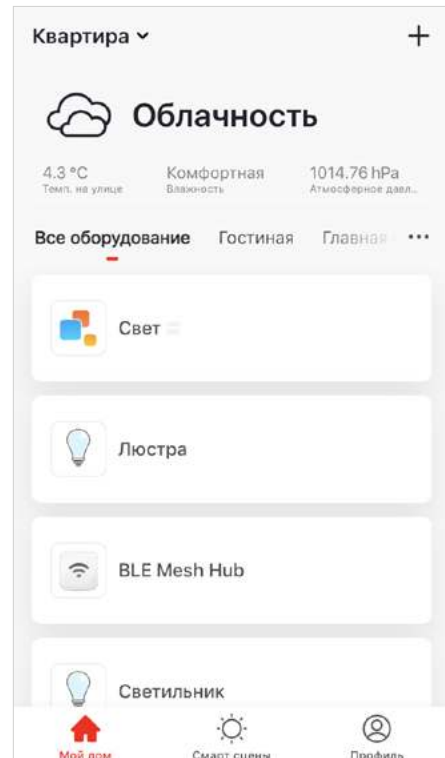 Квартира
Облачность
4.3 °C Комфортная 1014.76 hPa
Темп. на улице Влажность Атмосферное давл...
Все оборудование Гостиная Главная
Свет
Люстра
BLE Mesh Hub
Светильник
Мой дом Смарт сцены Профиль